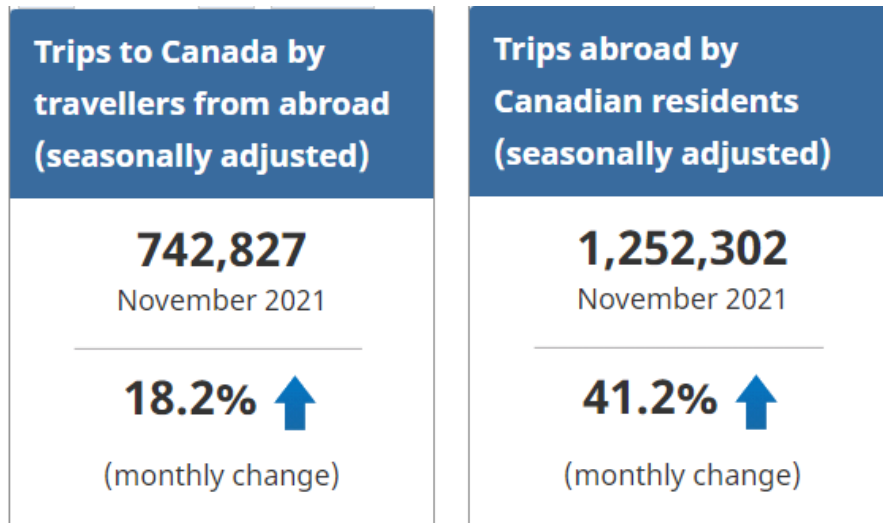 Trips to Canada by
travellers from abroad
(seasonally adjusted)
742,827
November 2021
18.2%
(monthly change)
Trips abroad by
Canadian residents
(seasonally adjusted)
1,252,302
November 2021
41.2%
(monthly change)